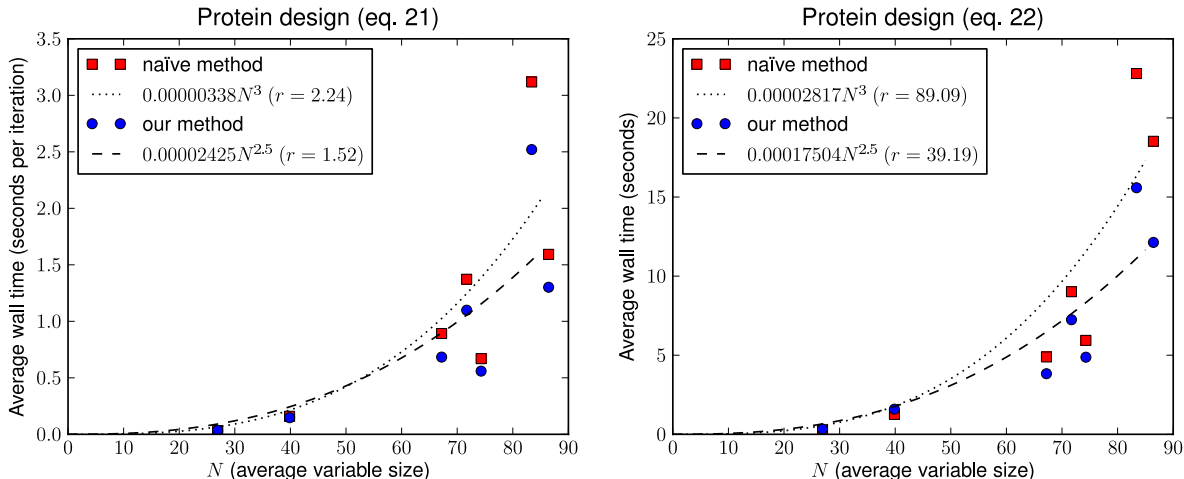 Protein design (eq. 21)
Average wall time (seconds per iteration)
3.5
3.0
2.5
2.0
1.5
1.0
0.5
0.0
naïve method
0.00000338N^3 (r = 2.24)
our method
0.00002425N^2.5 (r = 1.52)
0 10 20 30 40 50 60 70 80 90
N (average variable size)
Protein design (eq. 22)
Average wall time (seconds)
25
20
15
10
5
0
naïve method
0.00002817N^3 (r = 89.09)
our method
0.00017504N^2.5 (r = 39.19)
0 10 20 30 40 50 60 70 80 90
N (average variable size)